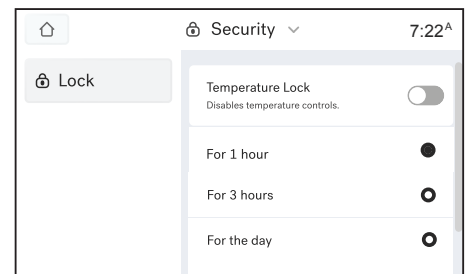 Security
7:22A
Lock
Temperature Lock
Disables temperature controls.
For 1 hour
For 3 hours
For the day